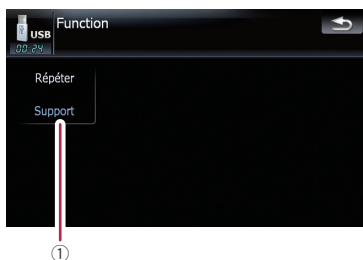 USB
Function
00:24
Répéter
Support
①